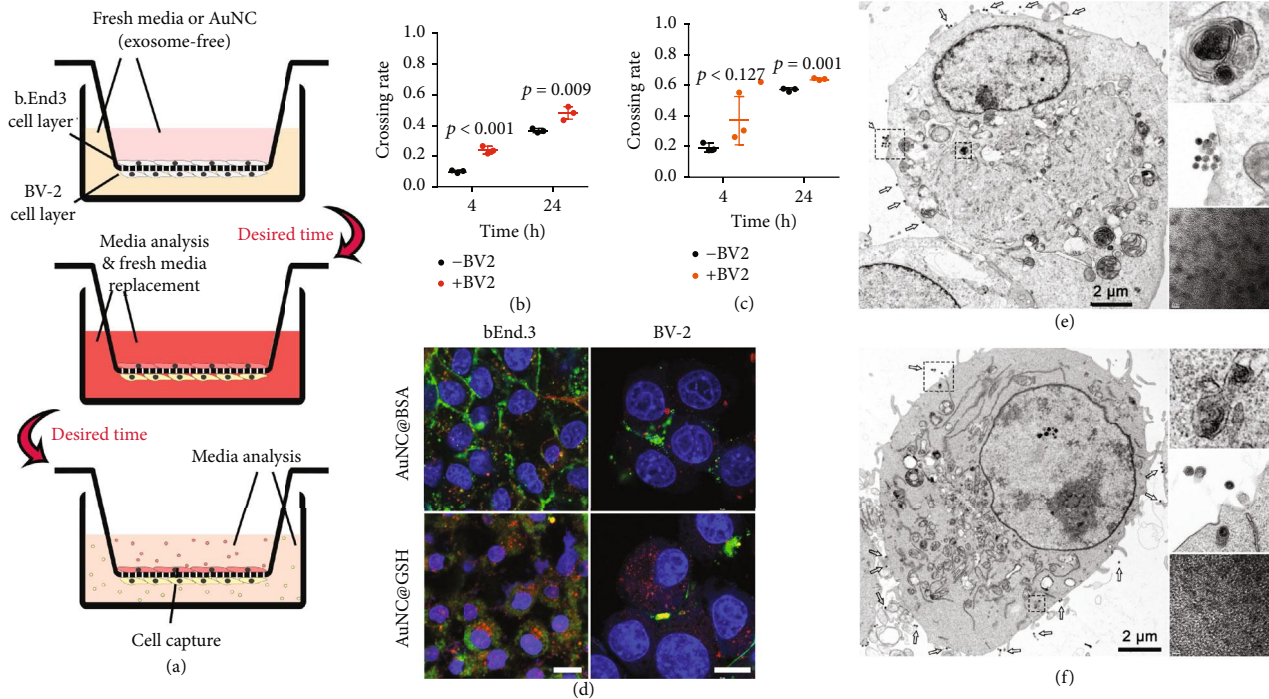 Fresh media or AuNC
(exosome-free)
b.End3
cell layer
BV-2
cell layer
Desired time
Media analysis
& fresh media
replacement
Desired time
Media analysis
Cell capture
(a)
1.0
0.8
0.6
0.4
0.2
0.0
Crossing rate
p < 0.001
p = 0.009
4
24
Time (h)
−BV2
+BV2
(b)
1.0
0.8
0.6
0.4
0.2
0.0
Crossing rate
p < 0.127
p = 0.001
4
24
Time (h)
−BV2
+BV2
(c)
bEnd.3
BV-2
AuNC@BSA
AuNC@GSH
(d)
2 μm
(e)
2 μm
(f)